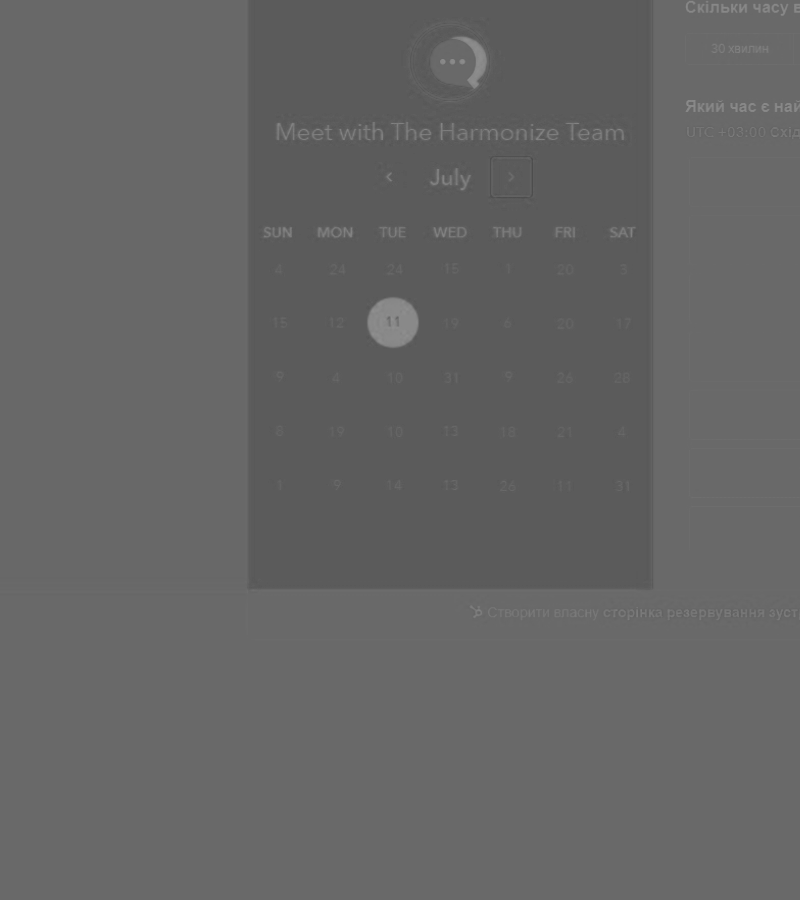 Meet with The Harmonize Team
July
SUN MON TUE WED THU FRI SAT
4 24 24 15 1 20 3
15 12 11 19 6 20 17
9 4 10 31 9 26 28
8 19 10 13 18 21 4
1 9 14 13 26 11 31
Скільки часу в
30 хвилин
Який час є най
UTC +03:00 Схід
Створити власну сторінка резервування зуст